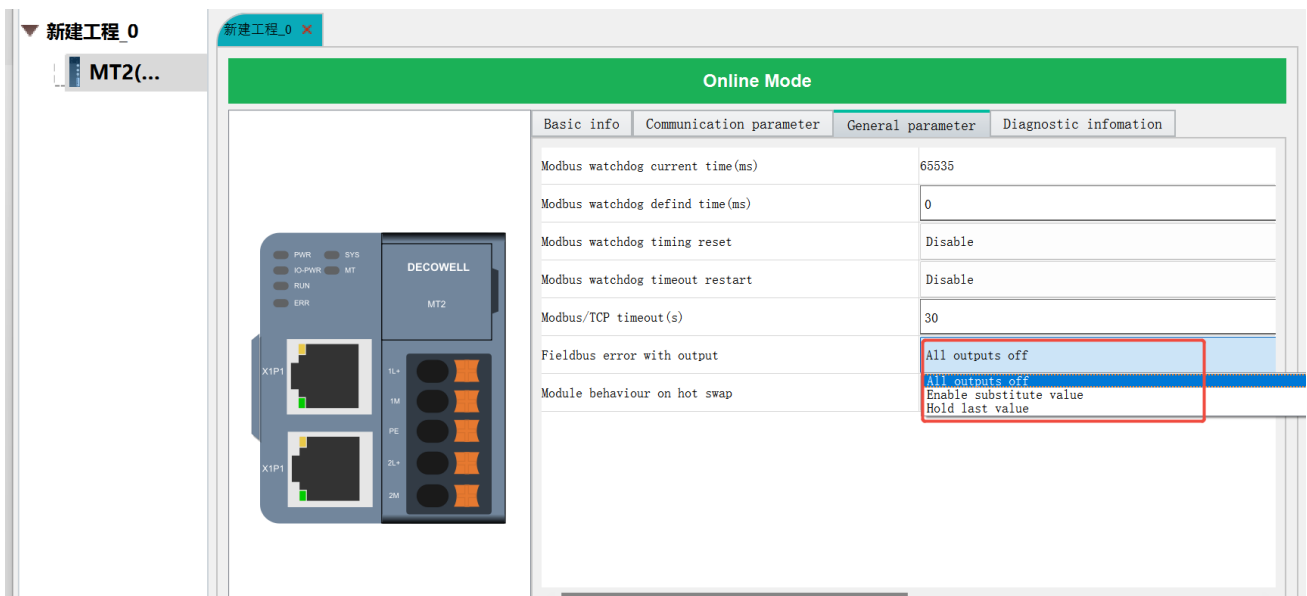 新建工程_0
MT2(...
新建工程_0 ×
Online Mode
Basic info Communication parameter General parameter Diagnostic infomation
Modbus watchdog current time(ms) 65535
Modbus watchdog defind time(ms) 0
Modbus watchdog timing reset Disable
Modbus watchdog timeout restart Disable
Modbus/TCP timeout(s) 30
Fieldbus error with output All outputs off
Module behaviour on hot swap
All outputs off
Enable substitute value
Hold last value
PWR SYS
IO-PWR MT
RUN
ERR
DECOWELL
MT2
X1P1
X1P1
1L+
1M
PE
2L+
2M